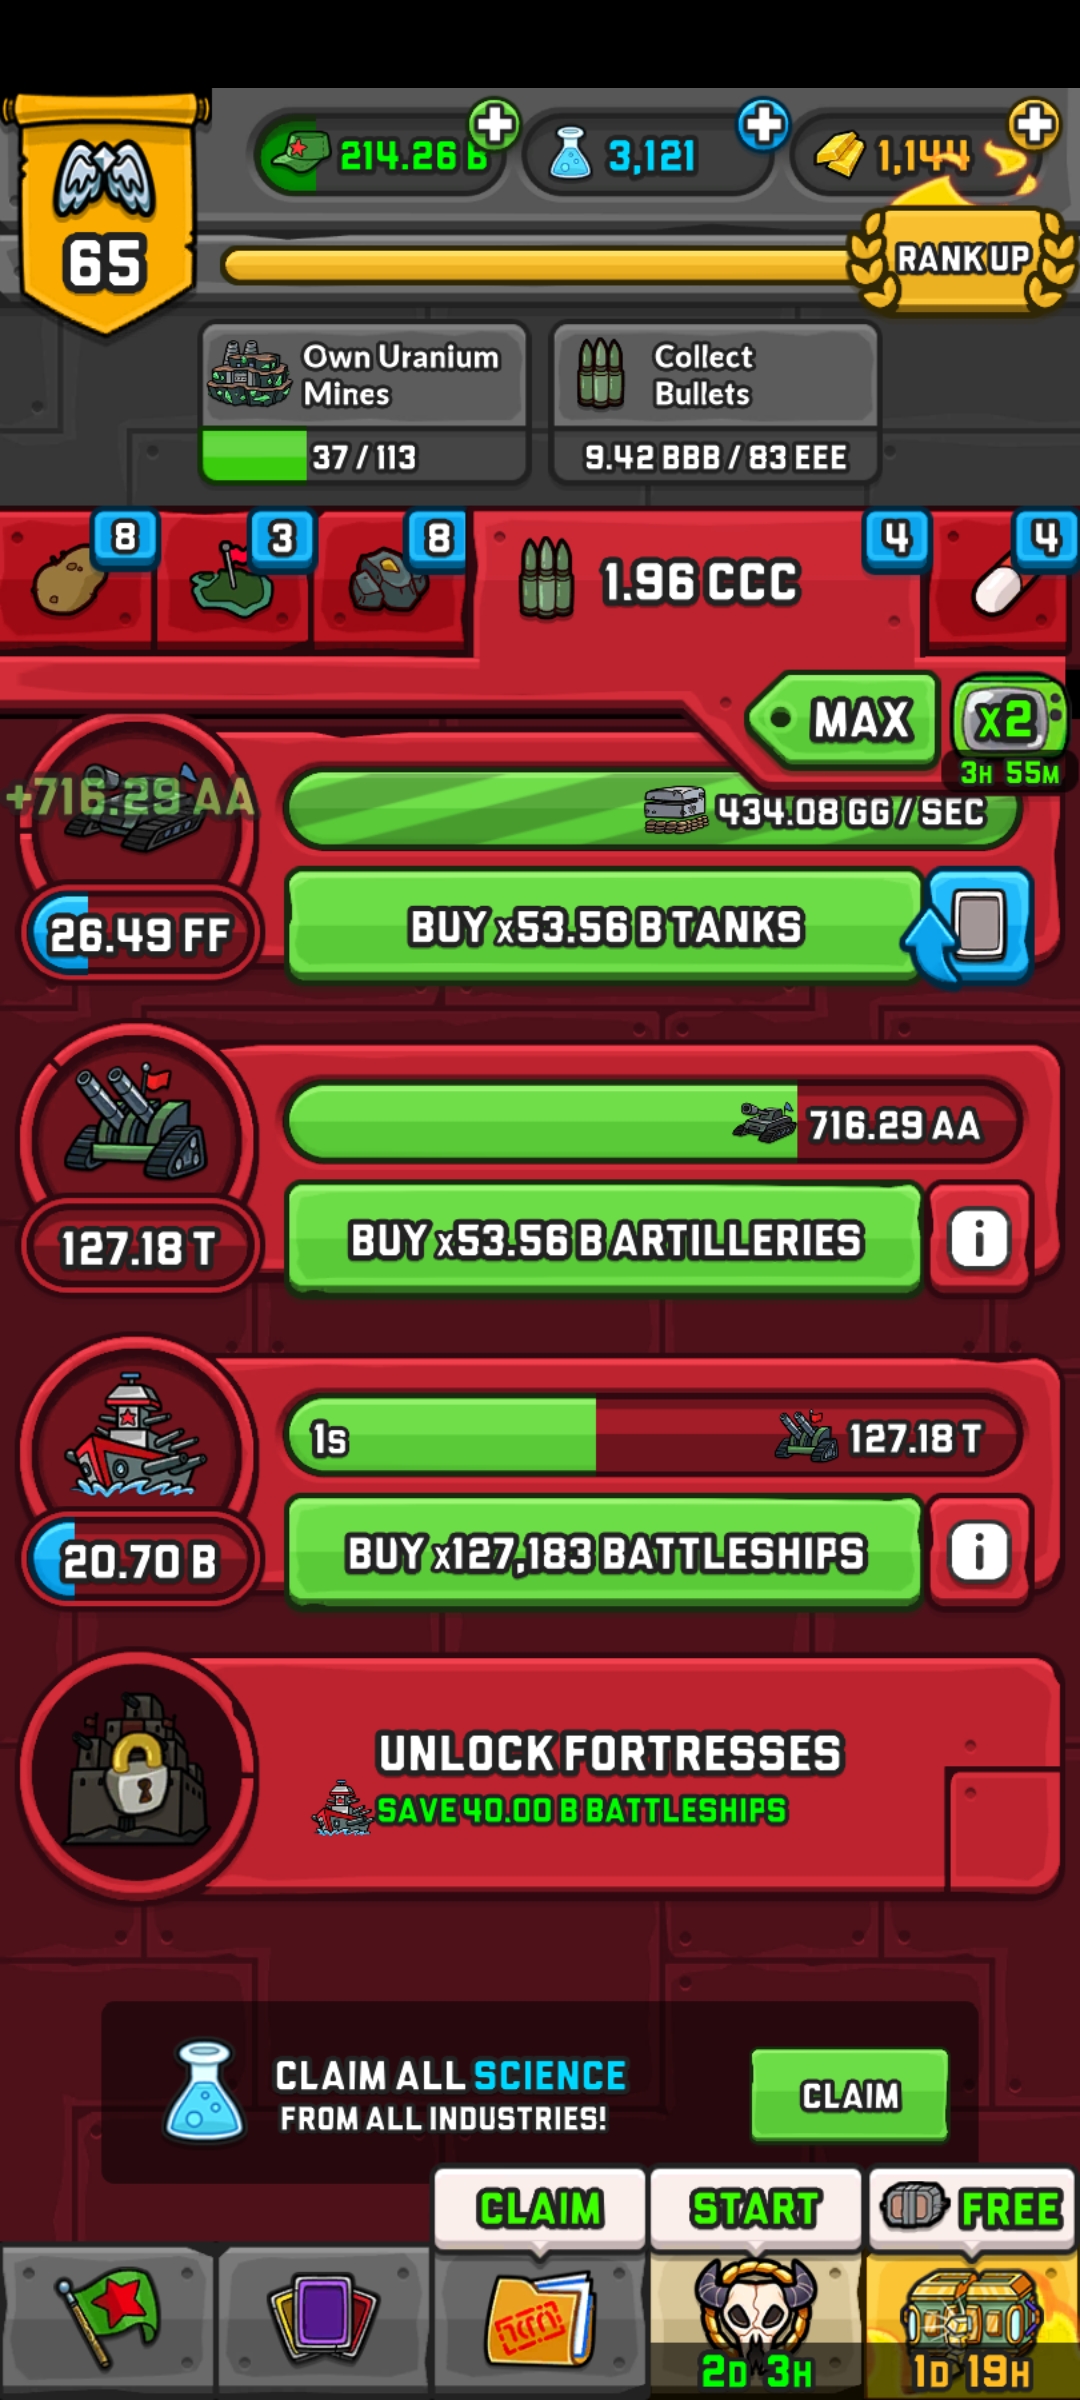 214.26 B
3,121
1,144
65
RANK UP
Own Uranium
Mines
37 / 113
Collect
Bullets
9.42 BBB / 83 EEE
8
3
8
1.96 CCC
4
4
MAX
x2
3H 55M
+716.29 AA
434.08 GG / SEC
26.49 FF
BUY x53.56 B TANKS
716.29 AA
127.18 T
BUY x53.56 B ARTILLERIES
1s
127.18 T
20.70 B
BUY x127,183 BATTLESHIPS
UNLOCK FORTRESSES
SAVE 40.00 B BATTLESHIPS
CLAIM ALL SCIENCE
FROM ALL INDUSTRIES!
CLAIM
CLAIM
START
FREE
2D 3H
1D 19H